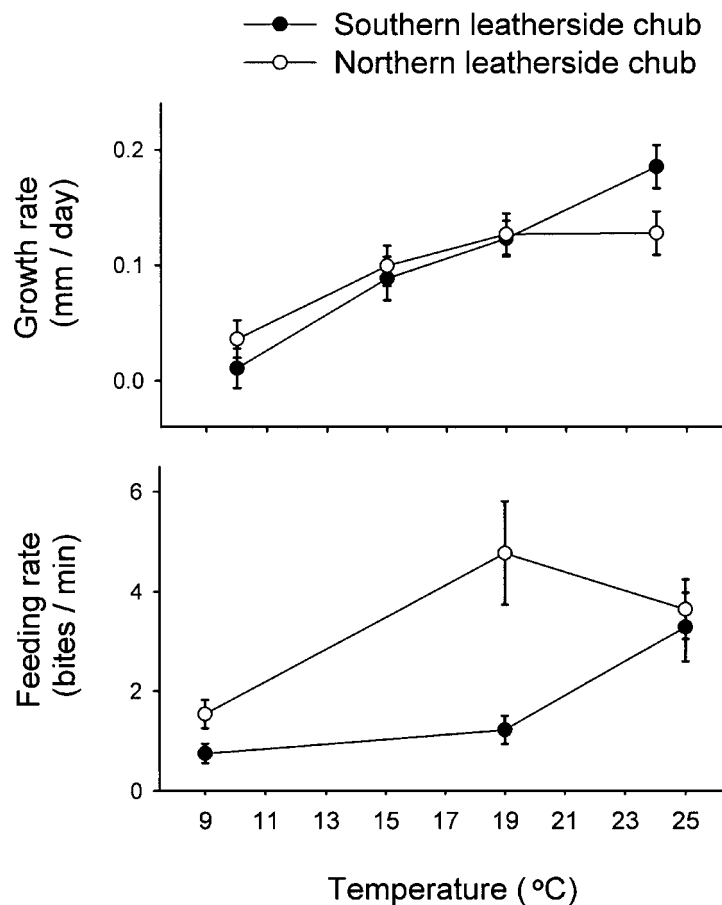 Southern leatherside chub
Northern leatherside chub
Growth rate
(mm / day)
0.2
0.1
0.0
Feeding rate
(bites / min)
6
4
2
0
9 11 13 15 17 19 21 23 25
Temperature (ºC)